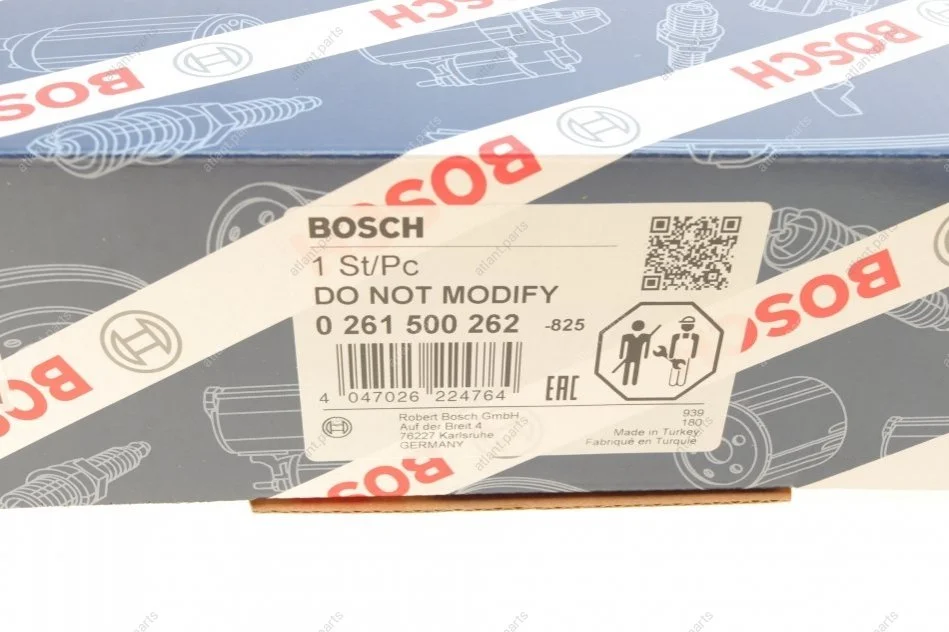 BOSCH
BOSCH
BOSCH
BOSCH
1 St/Pc
DO NOT MODIFY
0 261 500 262 -825
EAC
4 047026 224764
Robert Bosch GmbH
Auf der Breit 4
76227 Karlsruhe
GERMANY
939
180
Made in Turkey
Fabriqué en Turquie
BOSCH
BOSCH
BOSCH
atlant.parts